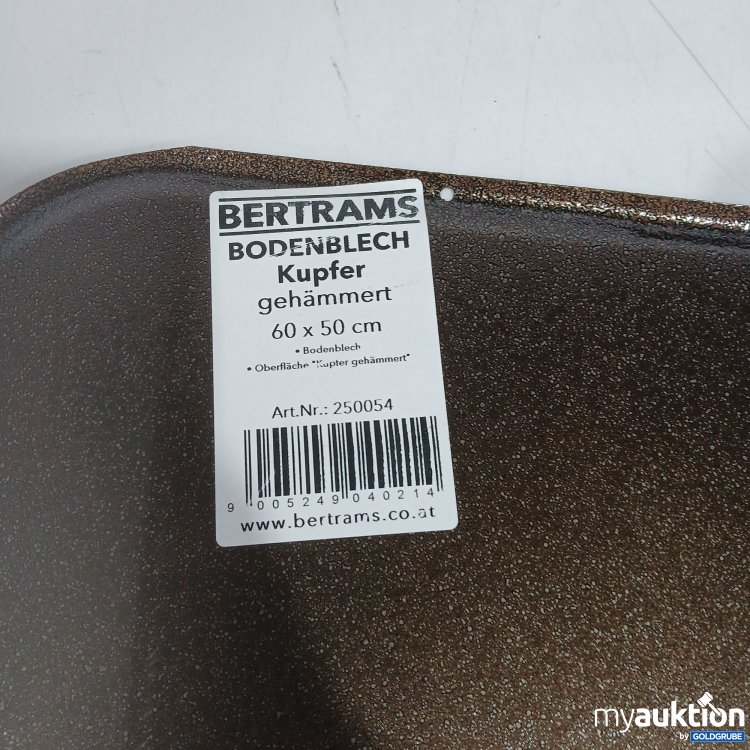 BERTRAMS
BODENBLECH
Kupfer
gehämmert
60 x 50 cm
• Bodenblech
• Oberfläche "Kupter gehämmert"
Art.Nr.: 250054
9 005249 040214
www.bertrams.co.at
myauktion
by GOLDGRUBE